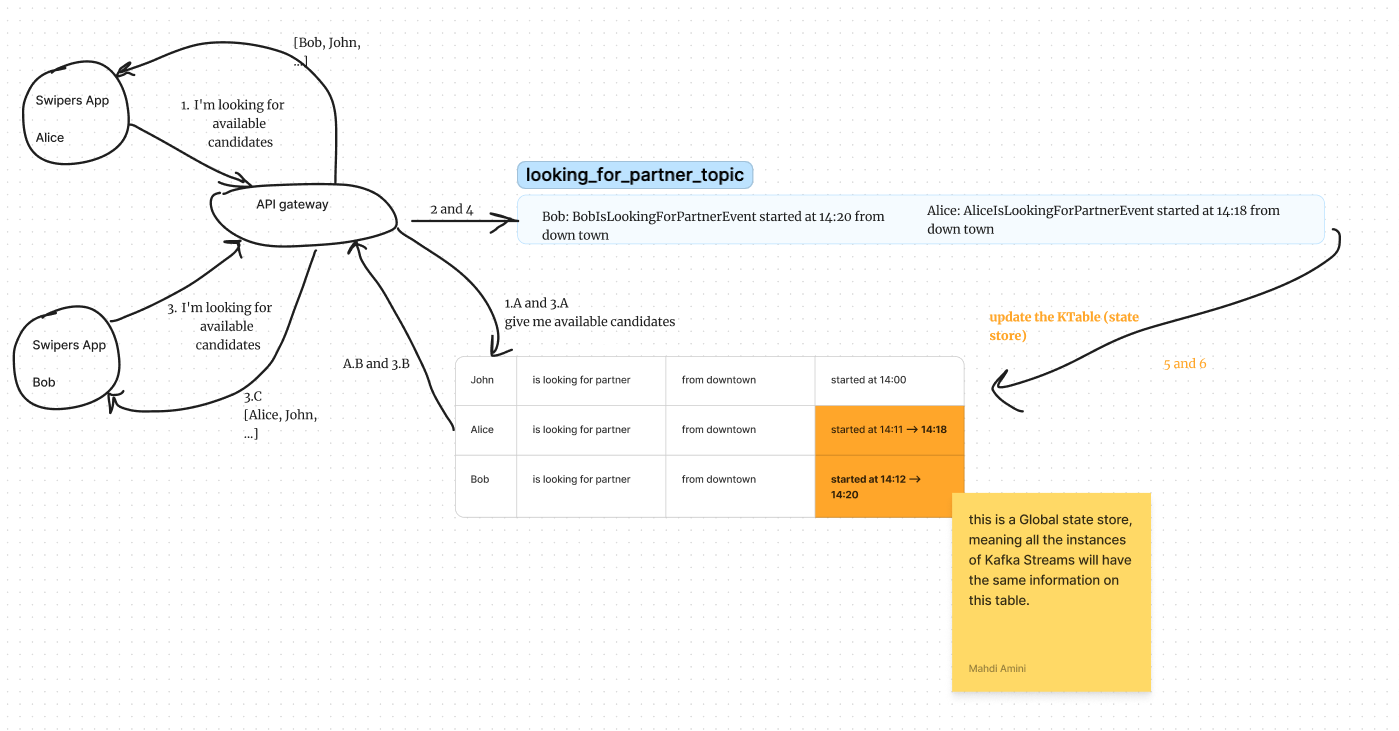 [Bob, John,
...]
Swipers App
Alice
1. I'm looking for
available
candidates
API gateway
2 and 4
looking_for_partner_topic
Bob: BobIsLookingForPartnerEvent started at 14:20 from
down town
Alice: AliceIsLookingForPartnerEvent started at 14:18 from
down town
3. I'm looking for
available
candidates
Swipers App
Bob
3.C
[Alice, John,
...]
A.B and 3.B
1.A and 3.A
give me available candidates
update the KTable (state
store)
5 and 6
John is looking for partner from downtown started at 14:00
Alice is looking for partner from downtown started at 14:11 --> 14:18
Bob is looking for partner from downtown started at 14:12 -->
14:20
this is a Global state store,
meaning all the instances
of Kafka Streams will have
the same information on
this table.
Mahdi Amini